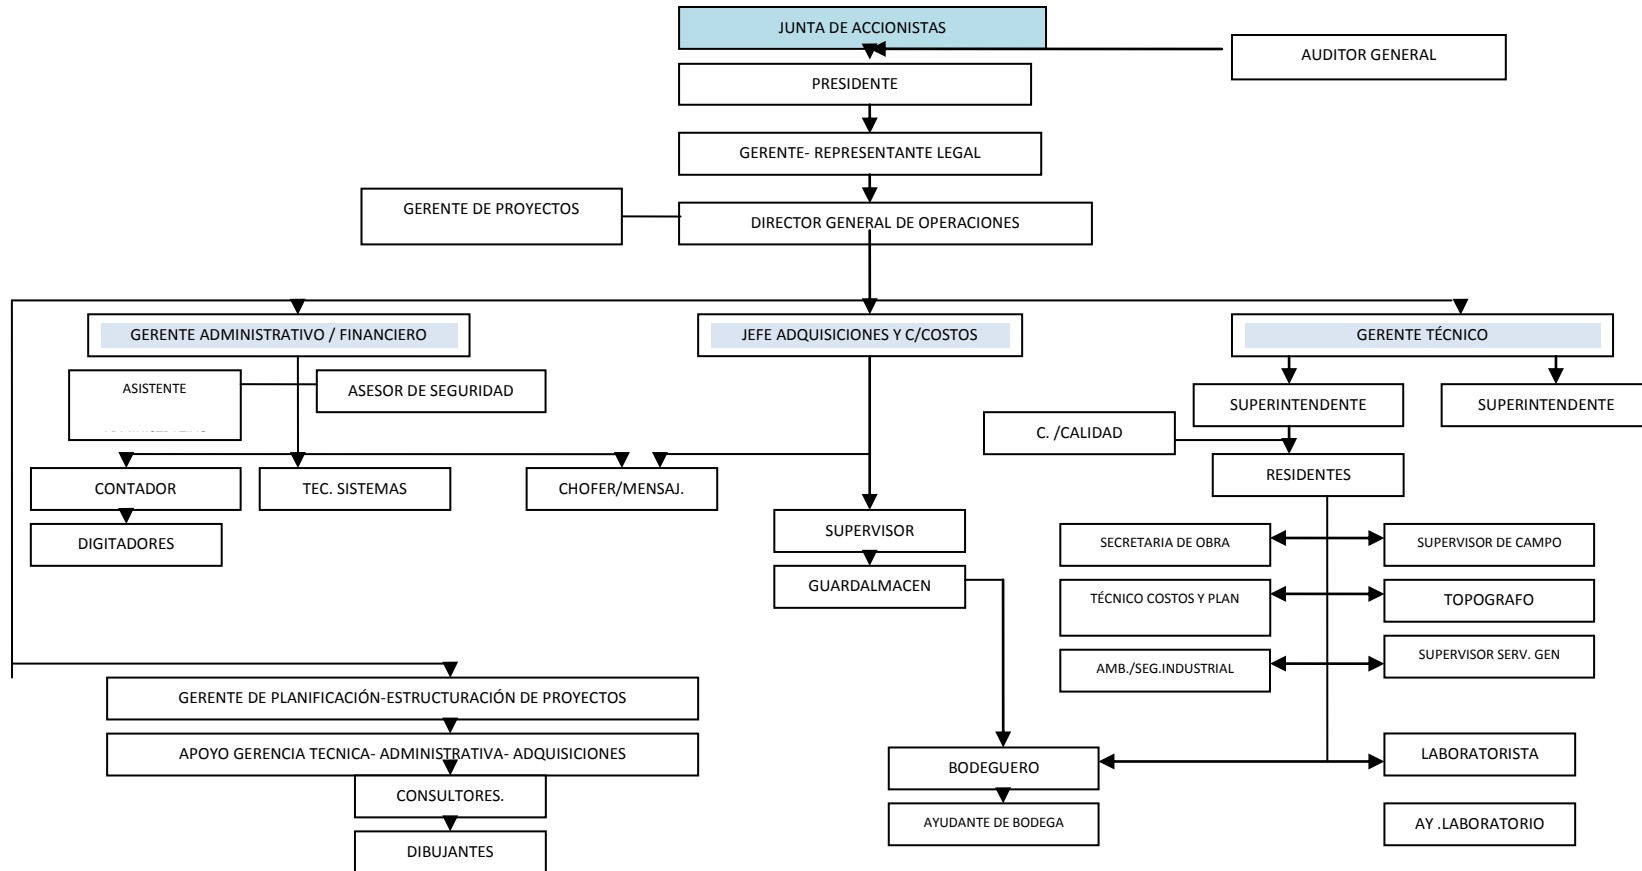 JUNTA DE ACCIONISTAS
AUDITOR GENERAL
PRESIDENTE
GERENTE- REPRESENTANTE LEGAL
GERENTE DE PROYECTOS
DIRECTOR GENERAL DE OPERACIONES
GERENTE ADMINISTRATIVO / FINANCIERO
JEFE ADQUISICIONES Y C/COSTOS
GERENTE TÉCNICO
ASISTENTE
ASESOR DE SEGURIDAD
SUPERINTENDENTE
SUPERINTENDENTE
C. /CALIDAD
CONTADOR
TEC. SISTEMAS
CHOFER/MENSAJ.
RESIDENTES
DIGITADORES
SUPERVISOR
SECRETARIA DE OBRA
SUPERVISOR DE CAMPO
GUARDALMACEN
TÉCNICO COSTOS Y PLAN
TOPOGRAFO
AMB./SEG.INDUSTRIAL
SUPERVISOR SERV. GEN
GERENTE DE PLANIFICACIÓN-ESTRUCTURACIÓN DE PROYECTOS
APOYO GERENCIA TECNICA- ADMINISTRATIVA- ADQUISICIONES
BODEGUERO
LABORATORISTA
CONSULTORES.
AYUDANTE DE BODEGA
AY .LABORATORIO
DIBUJANTES